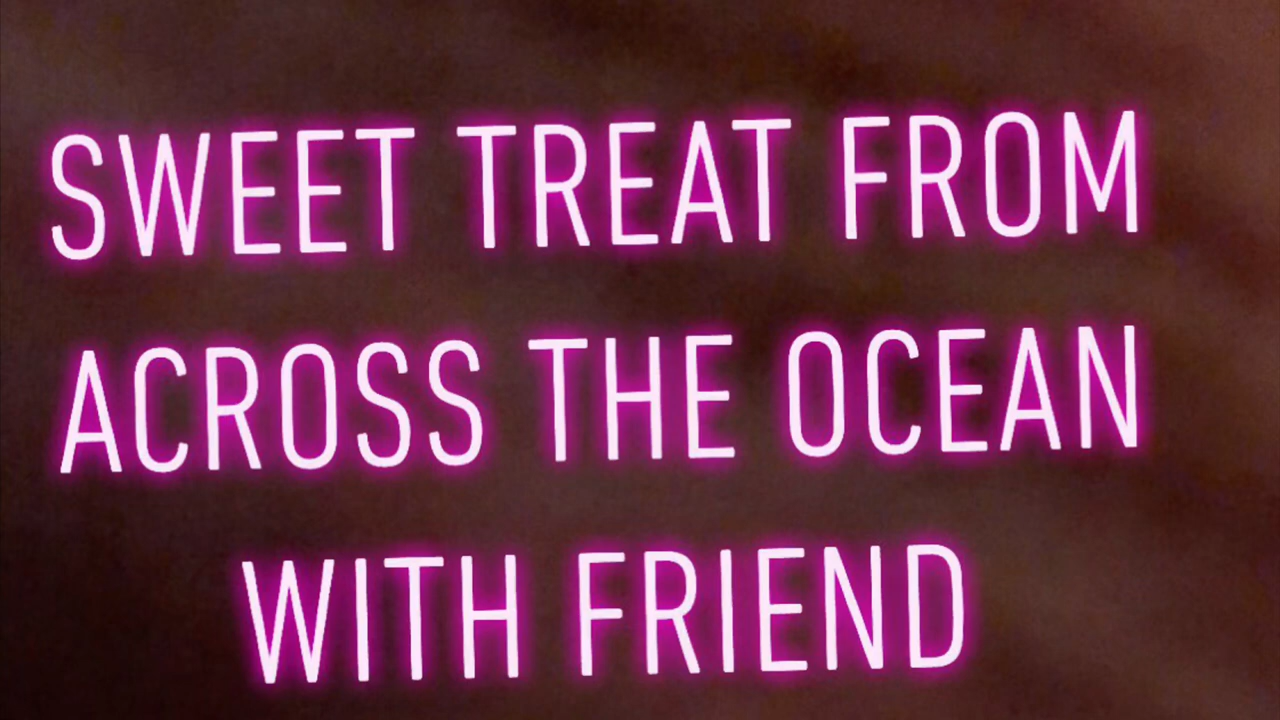 SWEET TREAT FROM
ACROSS THE OCEAN
WITH FRIEND